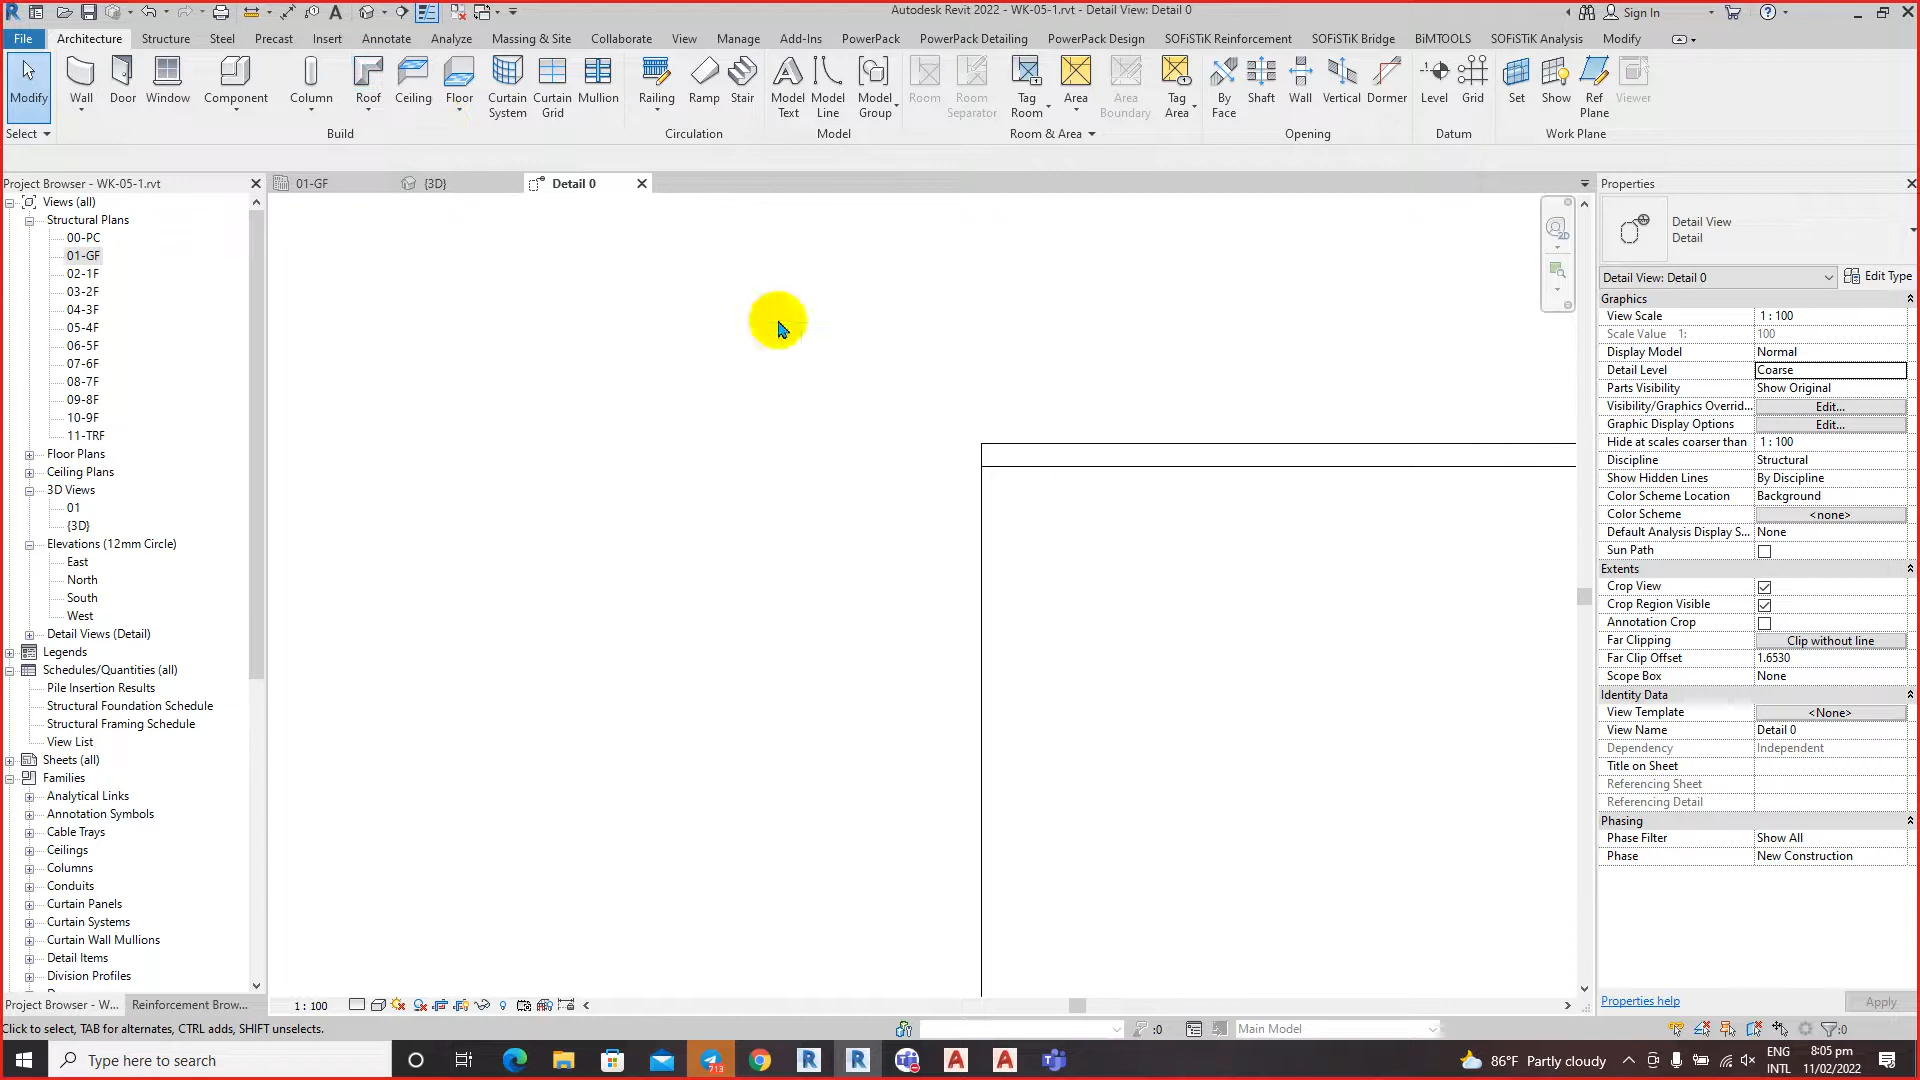 Autodesk Revit 2022 - WK-05-1.rvt - Detail View: Detail 0
Sign In
File Architecture Structure Steel Precast Insert Annotate Analyze Massing & Site Collaborate View Manage Add-Ins PowerPack PowerPack Detailing PowerPack Design SOFiSTiK Reinforcement SOFiSTiK Bridge BiMTOOLS SOFiSTiK Analysis Modify
Modify Wall Door Window Component Column Roof Ceiling Floor Curtain System Curtain Grid Mullion Railing Ramp Stair Model Text Model Line Model Group Room Room Separator Tag Room Area Area Boundary Tag Area By Face Shaft Wall Vertical Dormer Level Grid Set Show Ref Plane Viewer
Select Build Circulation Model Room & Area Opening Datum Work Plane
Project Browser - WK-05-1.rvt
01-GF {3D} Detail 0
Properties
Views (all)
Structural Plans
00-PC
01-GF
02-1F
03-2F
04-3F
05-4F
06-5F
07-6F
08-7F
09-8F
10-9F
11-TRF
Floor Plans
Ceiling Plans
3D Views
01
{3D}
Elevations (12mm Circle)
East
North
South
West
Detail Views (Detail)
Legends
Schedules/Quantities (all)
Pile Insertion Results
Structural Foundation Schedule
Structural Framing Schedule
View List
Sheets (all)
Families
Analytical Links
Annotation Symbols
Cable Trays
Ceilings
Columns
Conduits
Curtain Panels
Curtain Systems
Curtain Wall Mullions
Detail Items
Division Profiles
Project Browser - W... Reinforcement Brow...
2D
Detail View
Detail
Detail View: Detail 0 Edit Type
Graphics
View Scale 1 : 100
Scale Value 1: 100
Display Model Normal
Detail Level Coarse
Parts Visibility Show Original
Visibility/Graphics Overrid... Edit...
Graphic Display Options Edit...
Hide at scales coarser than 1 : 100
Discipline Structural
Show Hidden Lines By Discipline
Color Scheme Location Background
Color Scheme <none>
Default Analysis Display S... None
Sun Path
Extents
Crop View
Crop Region Visible
Annotation Crop
Far Clipping Clip without line
Far Clip Offset 1.6530
Scope Box None
Identity Data
View Template <None>
View Name Detail 0
Dependency Independent
Title on Sheet
Referencing Sheet
Referencing Detail
Phasing
Phase Filter Show All
Phase New Construction
Properties help Apply
1 : 100
Click to select, TAB for alternates, CTRL adds, SHIFT unselects.
:0 Main Model :0
Type here to search
713
86°F Partly cloudy
ENG
INTL
8:05 pm
11/02/2022